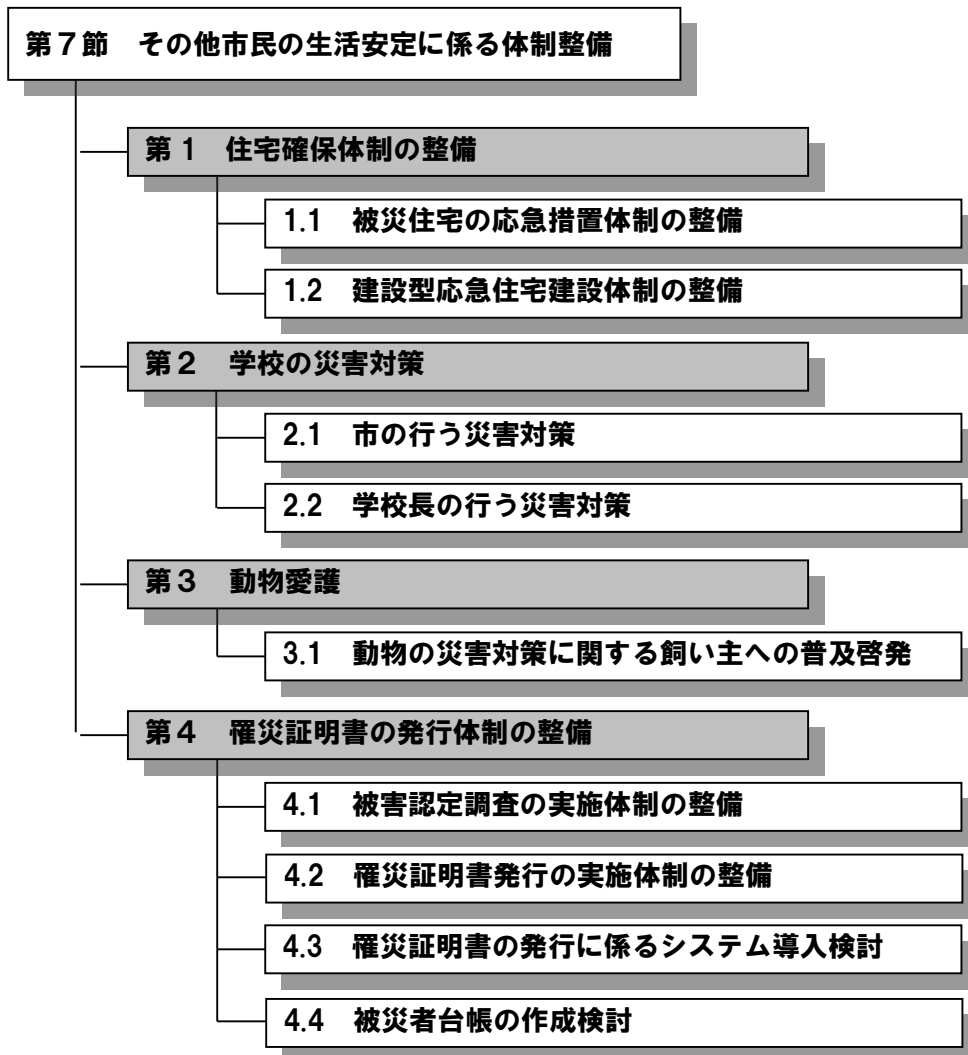 第７節　その他市民の生活安定に係る体制整備
第１　住宅確保体制の整備
1.1　被災住宅の応急措置体制の整備
1.2　建設型応急住宅建設体制の整備
第２　学校の災害対策
2.1　市の行う災害対策
2.2　学校長の行う災害対策
第３　動物愛護
3.1　動物の災害対策に関する飼い主への普及啓発
第４　罹災証明書の発行体制の整備
4.1　被害認定調査の実施体制の整備
4.2　罹災証明書発行の実施体制の整備
4.3　罹災証明書の発行に係るシステム導入検討
4.4　被災者台帳の作成検討